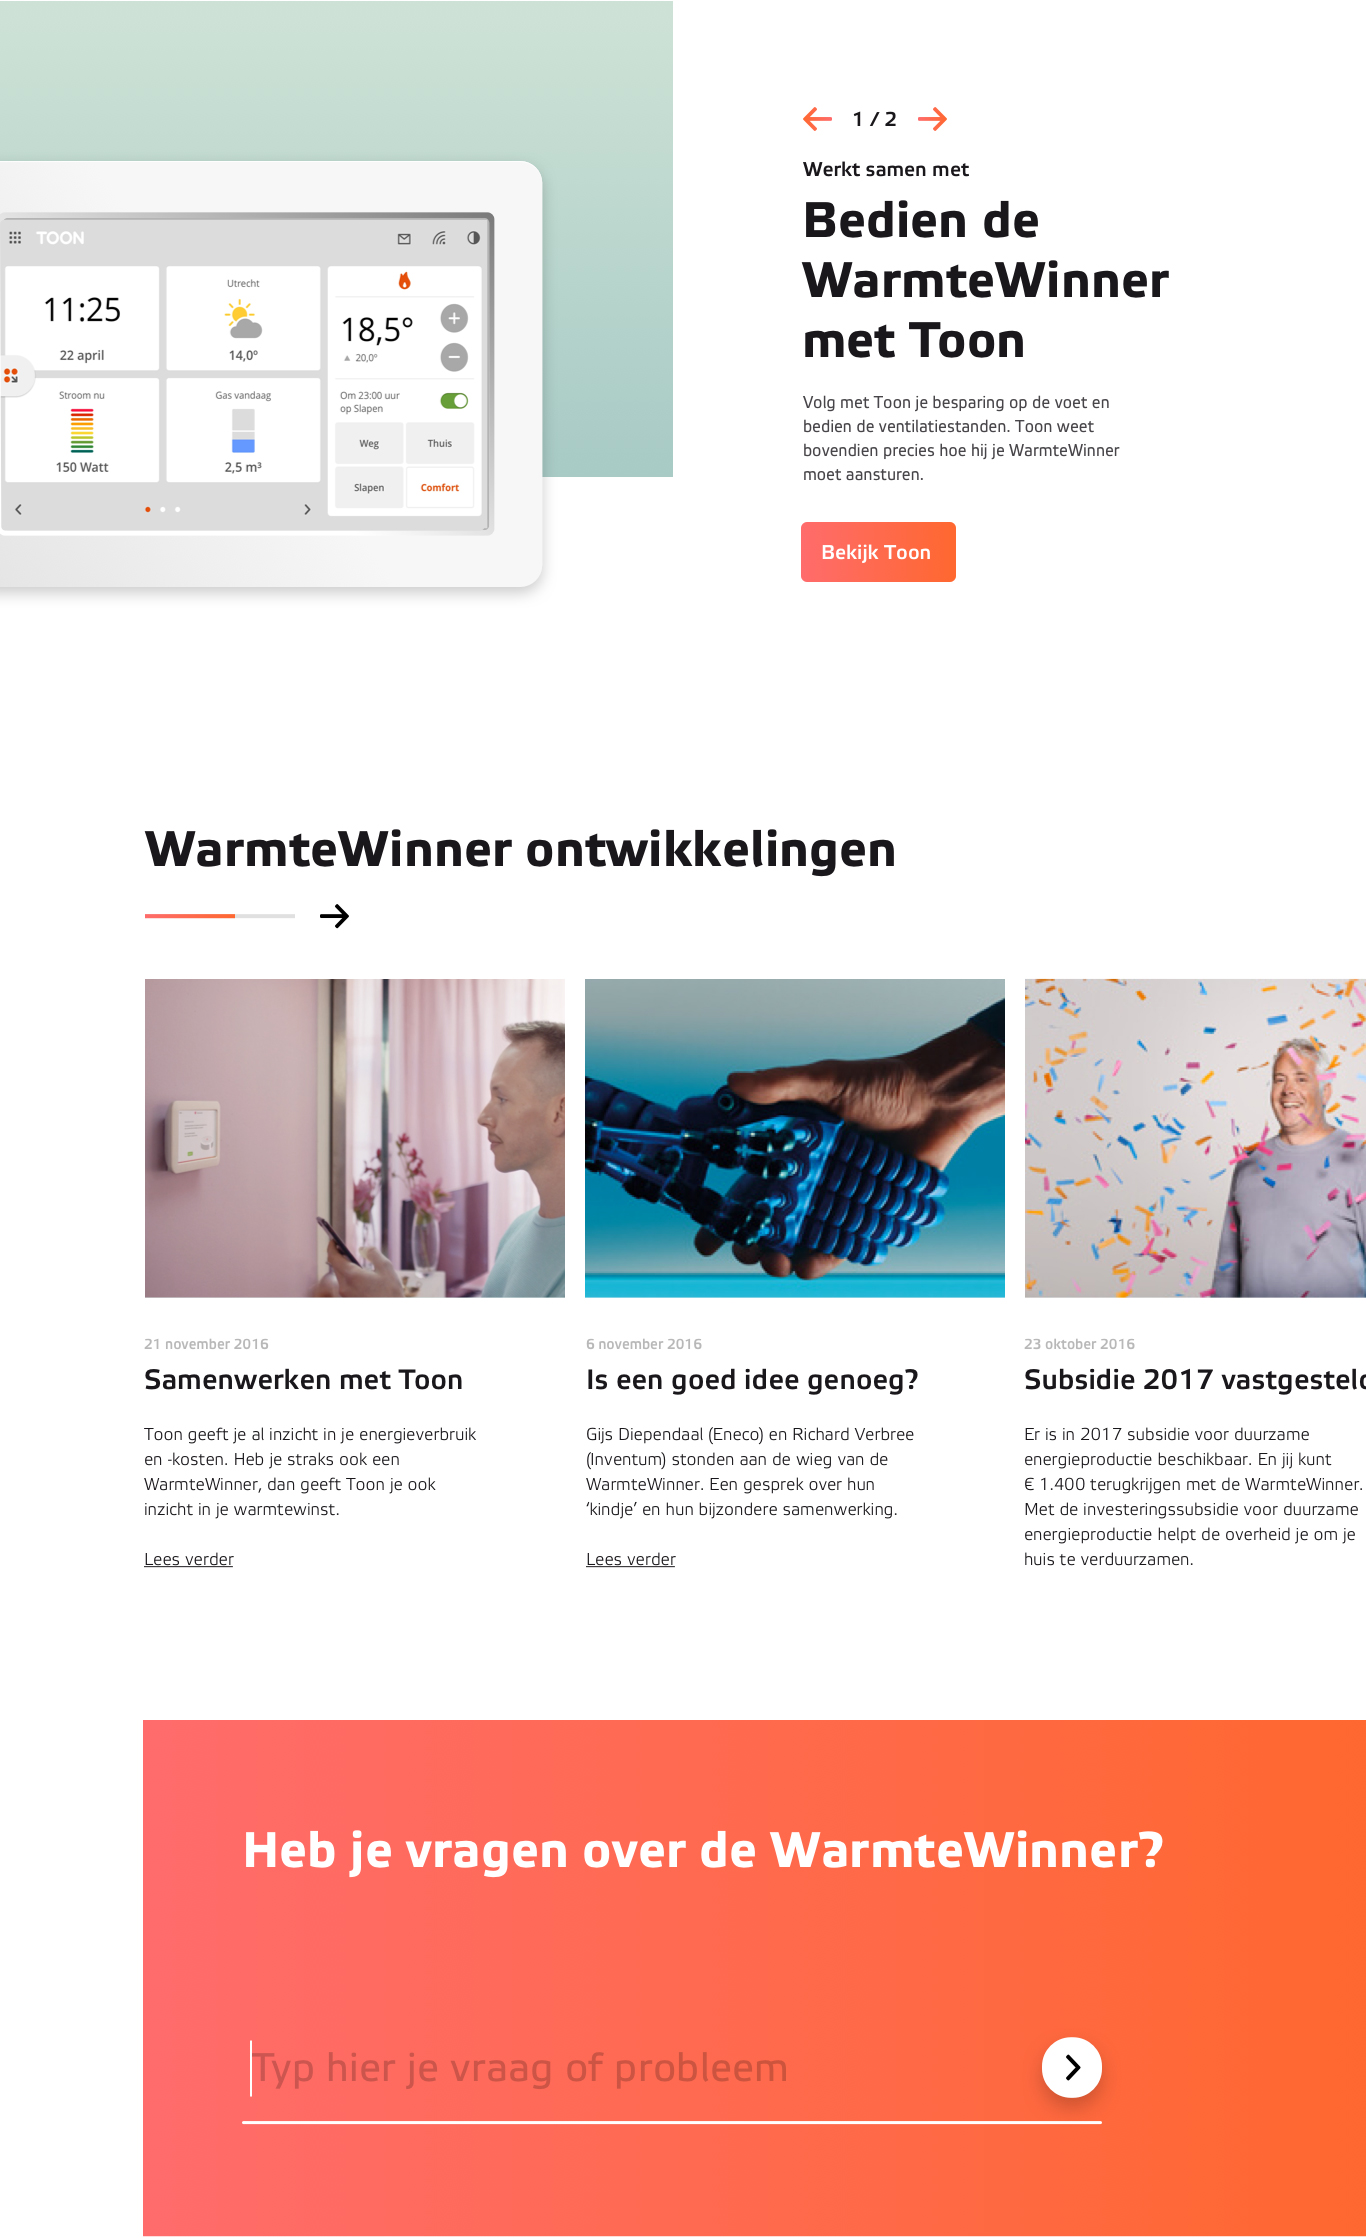 TOON
11:25
22 april
Utrecht
14,0°
18,5°
20,0°
Stroom nu
150 Watt
Gas vandaag
2,5 m³
Om 23:00 uur
op Slapen
Weg
Thuis
Slapen
Comfort
1 / 2
Werkt samen met
Bedien de
WarmteWinner
met Toon
Volg met Toon je besparing op de voet en
bedien de ventilatiestanden. Toon weet
bovendien precies hoe hij je WarmteWinner
moet aansturen.
Bekijk Toon
WarmteWinner ontwikkelingen
21 november 2016
Samenwerken met Toon
Toon geeft je al inzicht in je energieverbruik
en -kosten. Heb je straks ook een
WarmteWinner, dan geeft Toon je ook
inzicht in je warmtewinst.
Lees verder
6 november 2016
Is een goed idee genoeg?
Gijs Diependaal (Eneco) en Richard Verbree
(Inventum) stonden aan de wieg van de
WarmteWinner. Een gesprek over hun
‘kindje’ en hun bijzondere samenwerking.
Lees verder
23 oktober 2016
Subsidie 2017 vastgesteld
Er is in 2017 subsidie voor duurzame
energieproductie beschikbaar. En jij kunt
€ 1.400 terugkrijgen met de WarmteWinner.
Met de investeringssubsidie voor duurzame
energieproductie helpt de overheid je om je
huis te verduurzamen.
Heb je vragen over de WarmteWinner?
Typ hier je vraag of probleem